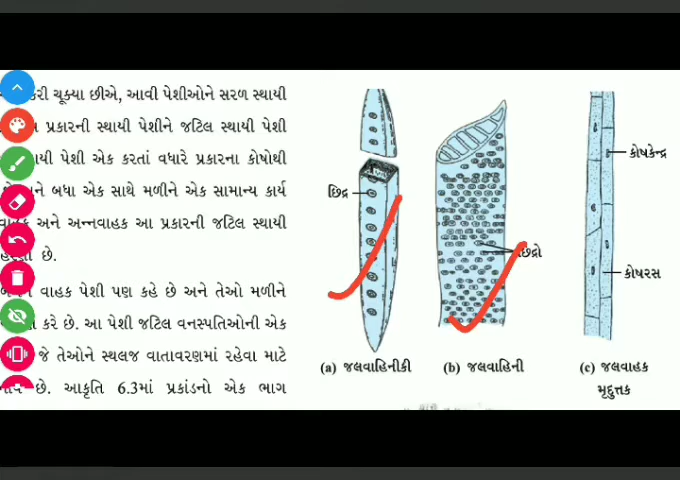 કરી ચૂક્યા છીએ, આવી પેશીઓને સરળ સ્થાયી
પ્રકારની સ્થાયી પેશીને જટિલ સ્થાયી પેશી
સ્થાયી પેશી એક કરતાં વધારે પ્રકારના કોષોથી
અને બધા એક સાથે મળીને એક સામાન્ય કાર્ય
અને અન્નવાહક આ પ્રકારની જટિલ સ્થાયી
છે.
વાહક પેશી પણ કહે છે અને તેઓ મળીને
કરે છે. આ પેશી જટિલ વનસ્પતિઓની એક
જે તેઓને સ્થલજ વાતાવરણમાં રહેવા માટે
છે. આકૃતિ 6.3માં પ્રકાંડનો એક ભાગ
છિદ્ર
છિદ્રો
કોષકેન્દ્ર
કોષરસ
(a) જલવાહિનીકી
(b) જલવાહિની
(c) જલવાહક
મૃદુત્તક